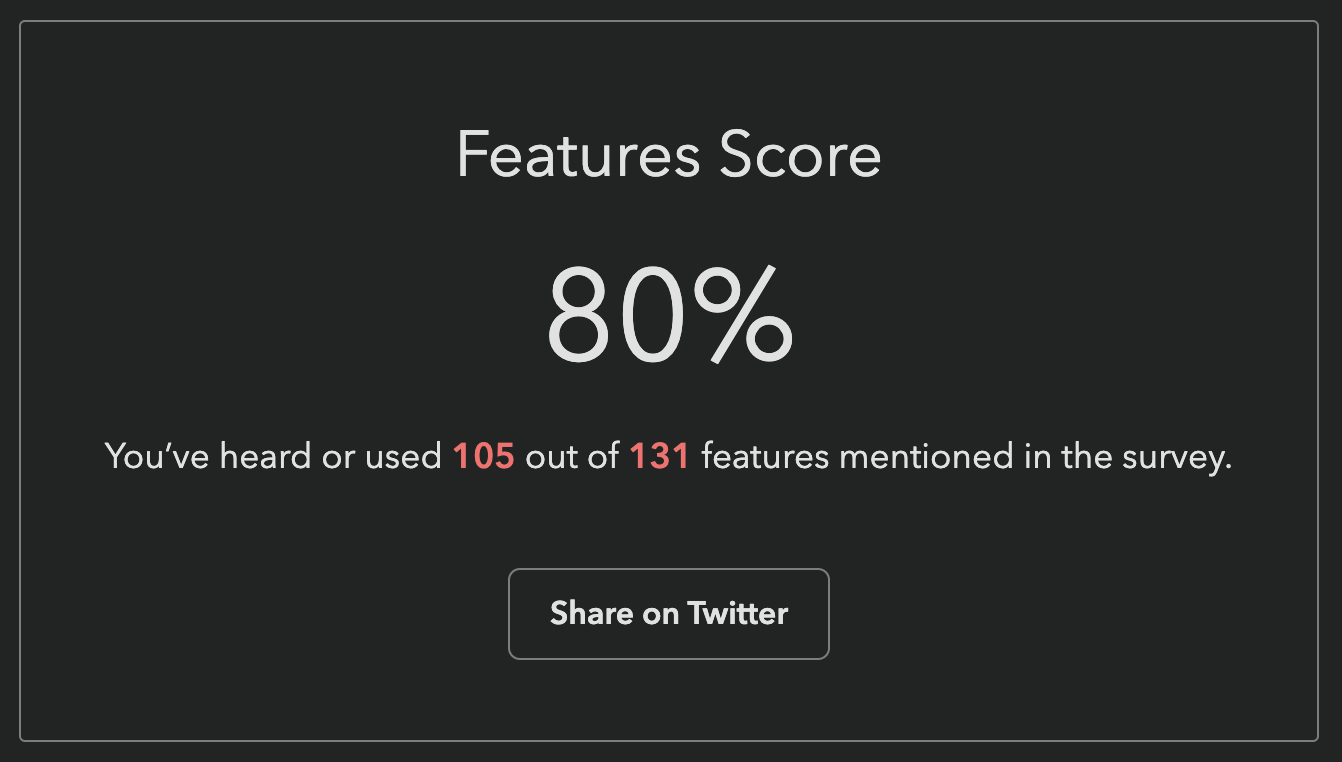 Features Score
80%
You’ve heard or used 105 out of 131 features mentioned in the survey.
Share on Twitter